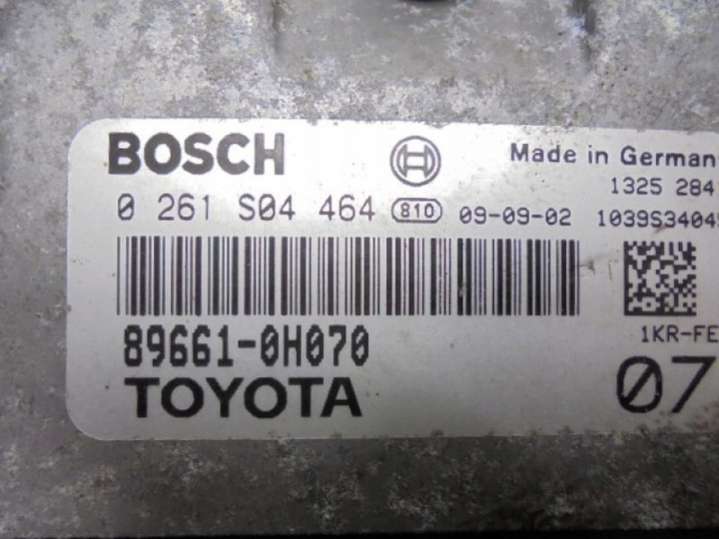 BOSCH Made in German
1325 284
0 261 S04 464 810 09-09-02 1039S3404
89661-0H070
1KR-FE
TOYOTA
07